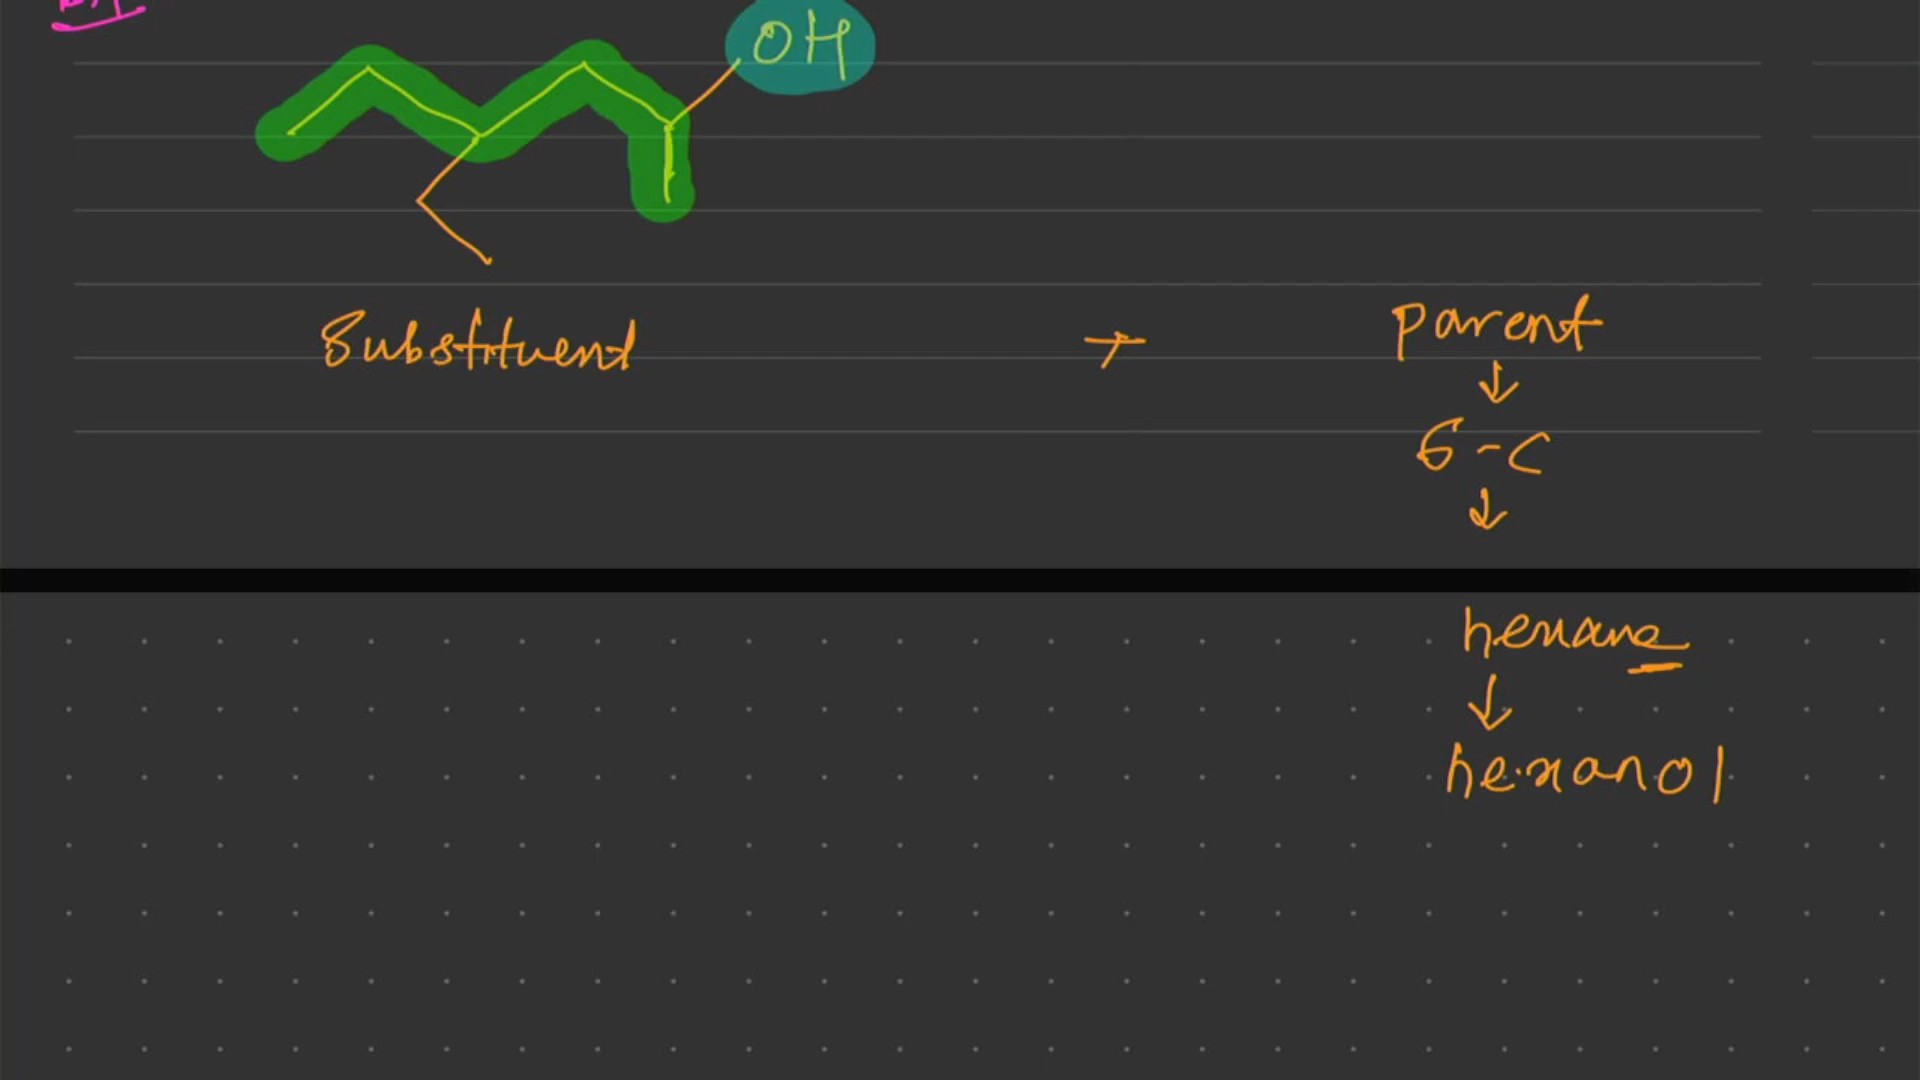 OH
Substituent + parent
↓
6-C
↓
hexane
↓
hexanol